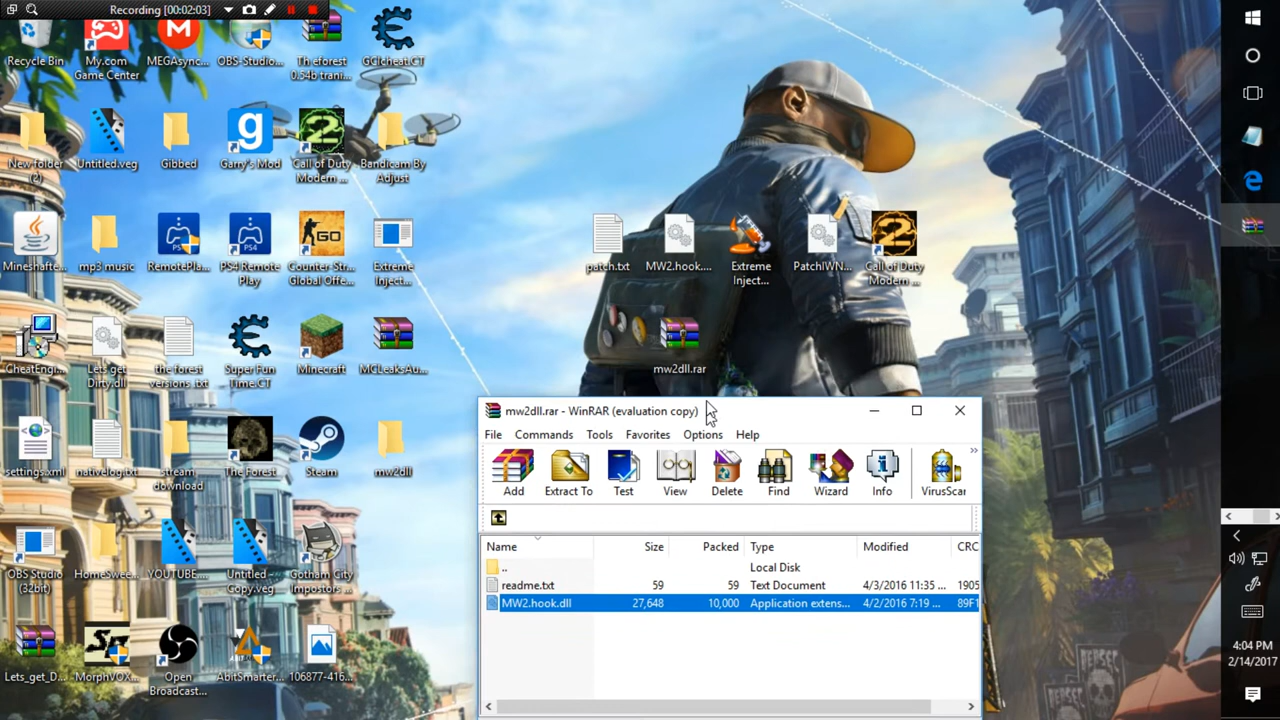 Recording [00:02:03]
Recycle Bin
My.com
Game Center
MEGAsync...
OBS-Studio...
Th eforest
0.54b traini...
GGIcheat.CT
New folder
(2)
Untitled.veg
Gibbed
Garry's Mod
Call of Duty
Modern ...
Bandicam By
Adjust
Mineshafte...
mp3 music
RemotePla...
PS4 Remote
Play
Counter-Str...
Global Offe...
Extreme
Inject...
patch.txt
MW2.hook....
Extreme
Inject...
PatchIWN...
Call of Duty
Modern ...
CheatEngi...
Lets get
Dirty.dll
the forest
versions .txt
Super Fun
Time.CT
Minecraft
MCLeaksAu...
mw2dll.rar
settings.xml
nativelog.txt
stream
download
The Forest
Steam
mw2dll
OBS Studio
(32bit)
HomeSwee...
YOUTUBE....
Untitled -
Copy.veg
Gotham City
Impostors ...
Lets_get_D...
MorphVOX...
Open
Broadcast...
AbitSmarter...
106877-416...
mw2dll.rar - WinRAR (evaluation copy)
File Commands Tools Favorites Options Help
Add Extract To Test View Delete Find Wizard Info VirusScan
Name Size Packed Type Modified CRC
.. Local Disk
readme.txt 59 59 Text Document 4/3/2016 11:35 ... 1905
MW2.hook.dll 27,648 10,000 Application extens... 4/2/2016 7:19 ... 89F1
4:04 PM
2/14/2017